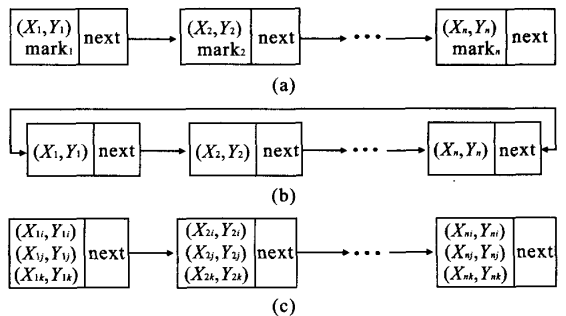 (X₁,Y₁) mark₁ next (X₂,Y₂) mark₂ next ··· (Xₙ,Yₙ) markₙ next
(a)
(X₁,Y₁) next (X₂,Y₂) next ··· (Xₙ,Yₙ) next
(b)
(X₁ᵢ,Y₁ᵢ) (X₂ᵢ,Y₂ᵢ) (Xₙᵢ,Yₙᵢ)
(X₁ⱼ,Y₁ⱼ) next (X₂ⱼ,Y₂ⱼ) next ··· (Xₙⱼ,Yₙⱼ) next
(X₁ₖ,Y₁ₖ) (X₂ₖ,Y₂ₖ) (Xₙₖ,Yₙₖ)
(c)